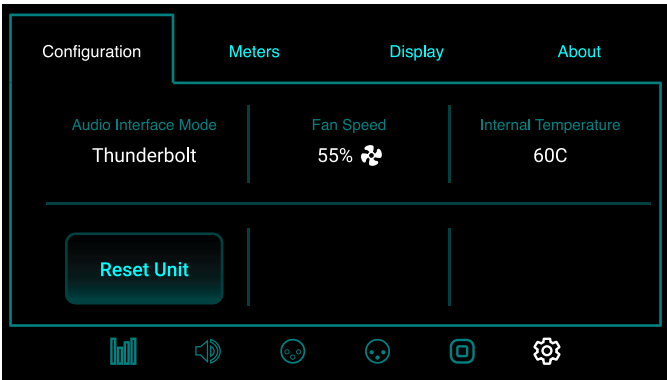 Configuration Meters Display About
Audio Interface Mode Fan Speed Internal Temperature
Thunderbolt 55% 60C
Reset Unit